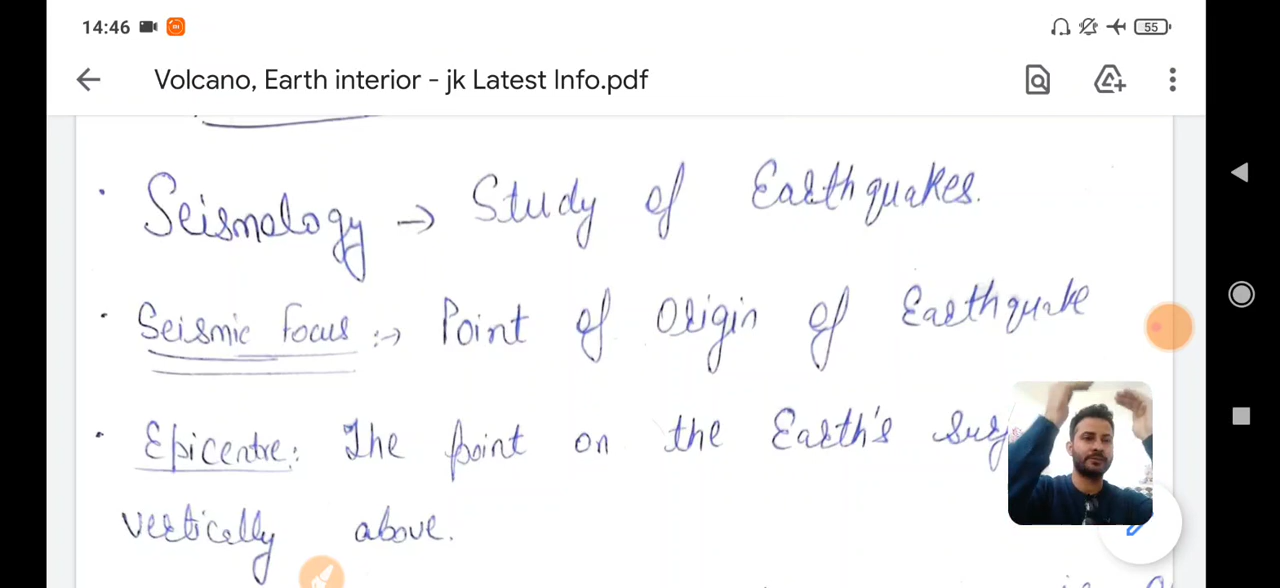 14:46
55
Volcano, Earth interior - jk Latest Info.pdf
Seismology → Study of Earthquakes.
Seismic Focus :→ Point of Origin of Earthquake
Epicentre: The point on the Earth's
vertically above.